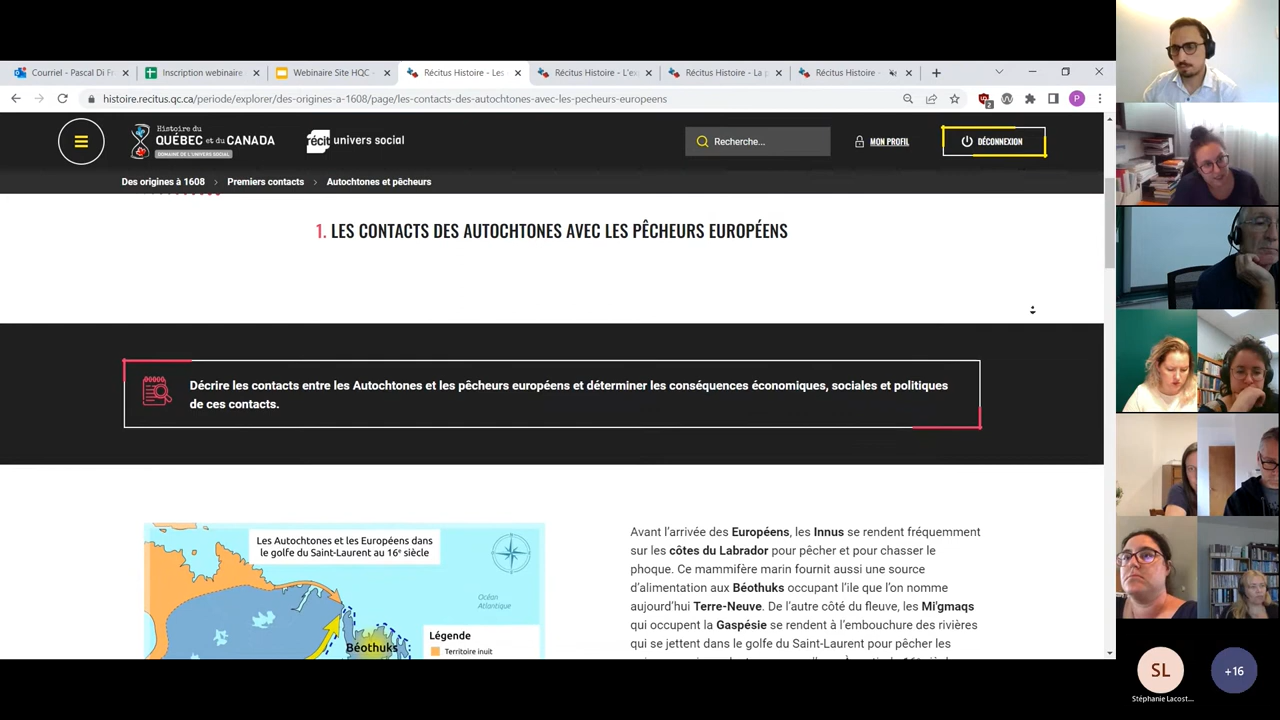 Courriel - Pascal Di Fr
Inscription webinaire
Webinaire Site HQC
Récitus Histoire - Les
Récitus Histoire - L'ex
Récitus Histoire - La p
Récitus Histoire
histoire.recitus.qc.ca/periode/explorer/des-origines-a-1608/page/les-contacts-des-autochtones-avec-les-pecheurs-europeens
2
P
Histoire du
QUÉBEC et du CANADA
DOMAINE DE L'UNIVERS SOCIAL
récit univers social
Recherche...
MON PROFIL
DÉCONNEXION
Des origines à 1608 > Premiers contacts > Autochtones et pêcheurs
1. LES CONTACTS DES AUTOCHTONES AVEC LES PÊCHEURS EUROPÉENS
Décrire les contacts entre les Autochtones et les pêcheurs européens et déterminer les conséquences économiques, sociales et politiques
de ces contacts.
Les Autochtones et les Européens dans
le golfe du Saint-Laurent au 16e siècle
Océan
Atlantique
Légende
Territoire inuit
Béothuks
Avant l'arrivée des Européens, les Innus se rendent fréquemment
sur les côtes du Labrador pour pêcher et pour chasser le
phoque. Ce mammifère marin fournit aussi une source
d'alimentation aux Béothuks occupant l'ile que l'on nomme
aujourd'hui Terre-Neuve. De l'autre côté du fleuve, les Mi'gmaqs
qui occupent la Gaspésie se rendent à l'embouchure des rivières
qui se jettent dans le golfe du Saint-Laurent pour pêcher les
SL
Stéphanie Lacost...
+16